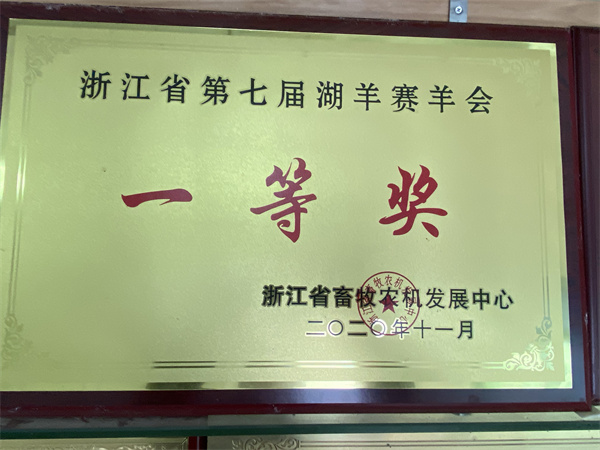 浙江省第七届湖羊赛羊会
一等奖
浙江省畜牧农机发展中心
二〇二〇年十一月